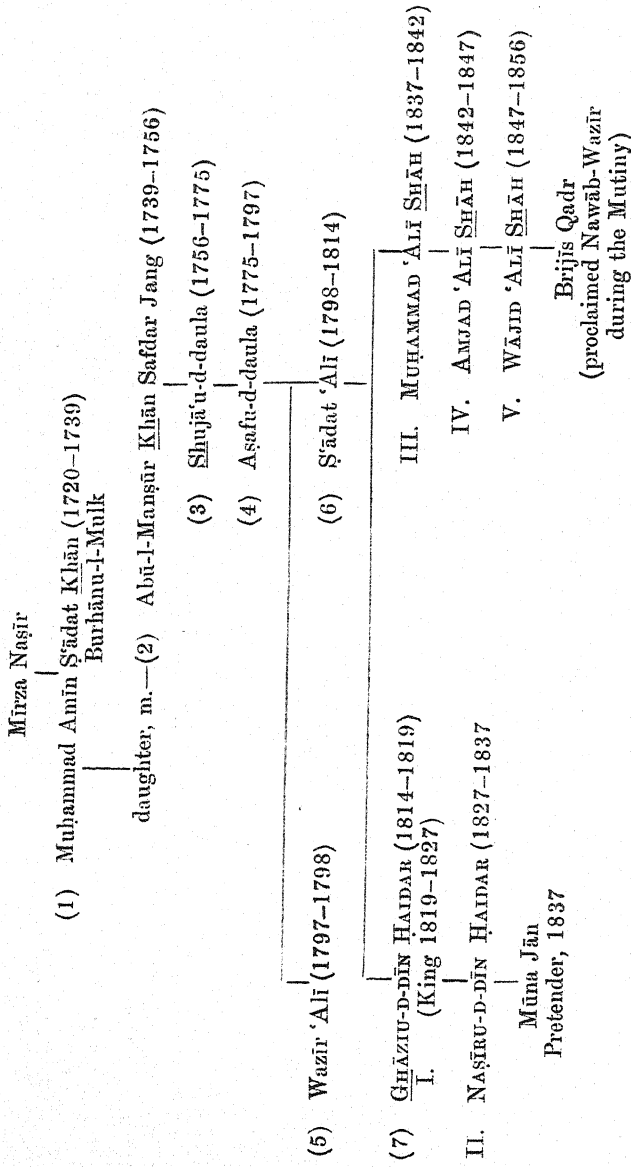 Mīrza Naṣīr
(1) Muḥammad Amīn Ṣ‘ādat Khān (1720–1739)
Burhānu-l-Mulk
daughter, m.—(2) Abū-l-Manṣūr Khān Safdar Jang (1739–1756)
(3) Shujā‘u-d-daula (1756–1775)
(4) Aṣafu-d-daula (1775–1797)
(5) Wazīr ‘Alī (1797–1798)
(6) Ṣ‘ādat ‘Alī (1798–1814)
(7) GHĀZIU-D-DĪN ḤAIDAR (1814–1819)
I. (King 1819–1827)
II. NAṢĪRU-D-DĪN ḤAIDAR (1827–1837
Mūna Jān
Pretender, 1837
III. MUḤAMMAD ‘ALĪ SHĀH (1837–1842)
IV. AMJAD ‘ALĪ SHĀH (1842–1847)
V. WĀJID ‘ALĪ SHĀH (1847–1856)
Brijīs Qadr
(proclaimed Nawāb-Wazīr
during the Mutiny)